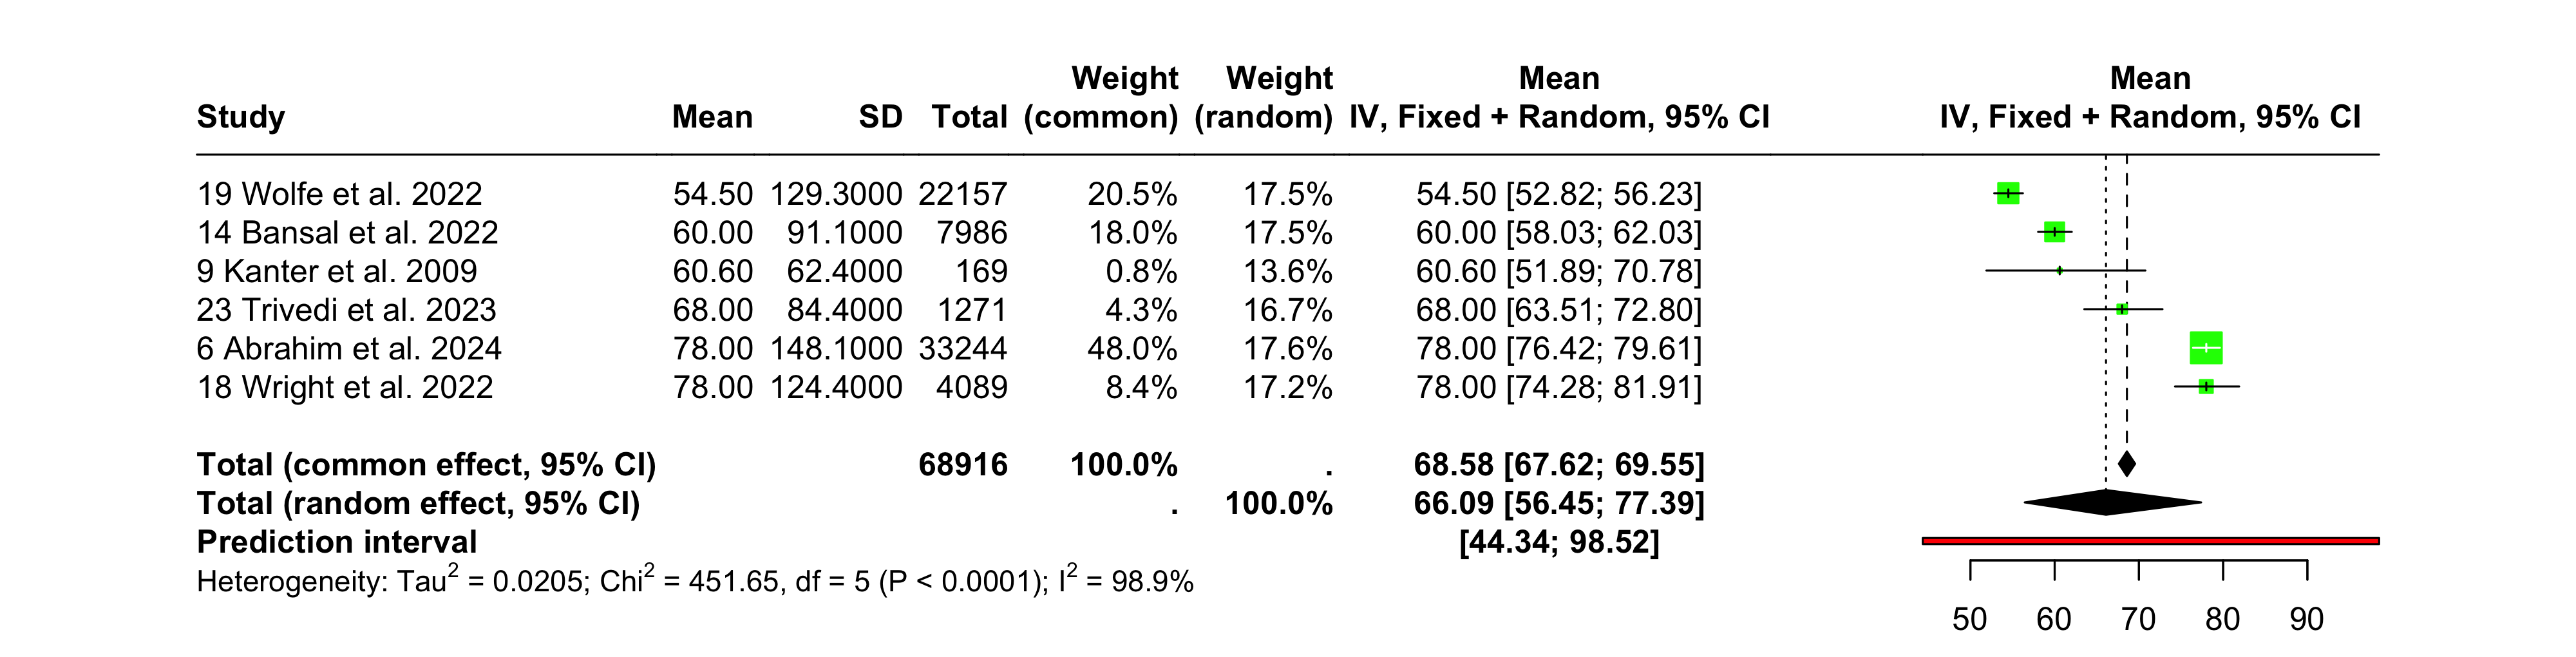 Weight Weight Mean Mean
Study Mean SD Total (common) (random) IV, Fixed + Random, 95% CI IV, Fixed + Random, 95% CI
19 Wolfe et al. 2022 54.50 129.3000 22157 20.5% 17.5% 54.50 [52.82; 56.23]
14 Bansal et al. 2022 60.00 91.1000 7986 18.0% 17.5% 60.00 [58.03; 62.03]
9 Kanter et al. 2009 60.60 62.4000 169 0.8% 13.6% 60.60 [51.89; 70.78]
23 Trivedi et al. 2023 68.00 84.4000 1271 4.3% 16.7% 68.00 [63.51; 72.80]
6 Abrahim et al. 2024 78.00 148.1000 33244 48.0% 17.6% 78.00 [76.42; 79.61]
18 Wright et al. 2022 78.00 124.4000 4089 8.4% 17.2% 78.00 [74.28; 81.91]
Total (common effect, 95% CI) 68916 100.0% . 68.58 [67.62; 69.55]
Total (random effect, 95% CI) . 100.0% 66.09 [56.45; 77.39]
Prediction interval [44.34; 98.52]
Heterogeneity: Tau² = 0.0205; Chi² = 451.65, df = 5 (P < 0.0001); I² = 98.9%
50 60 70 80 90